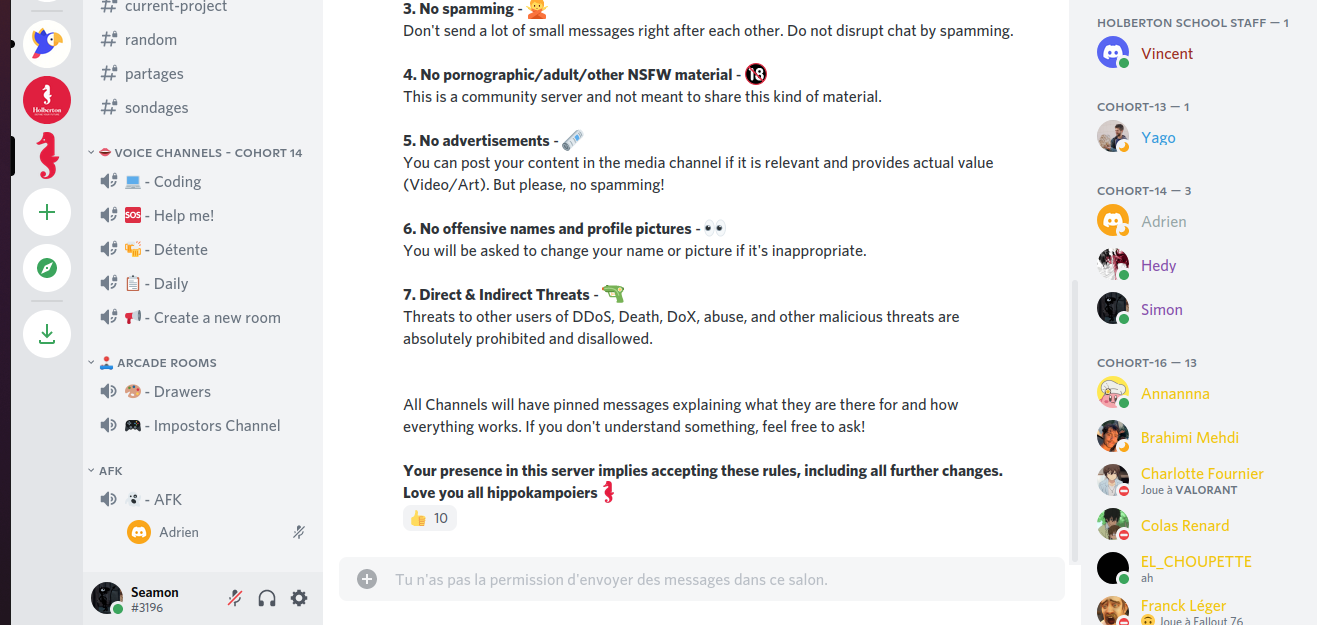 current-project
random
partages
sondages
VOICE CHANNELS - COHORT 14
- Coding
SOS - Help me!
- Détente
- Daily
- Create a new room
ARCADE ROOMS
- Drawers
- Impostors Channel
AFK
- AFK
Adrien
Seamon
#3196
Holberton
3. No spamming -
Don't send a lot of small messages right after each other. Do not disrupt chat by spamming.
4. No pornographic/adult/other NSFW material - 18
This is a community server and not meant to share this kind of material.
5. No advertisements -
You can post your content in the media channel if it is relevant and provides actual value
(Video/Art). But please, no spamming!
6. No offensive names and profile pictures -
You will be asked to change your name or picture if it's inappropriate.
7. Direct & Indirect Threats -
Threats to other users of DDoS, Death, DoX, abuse, and other malicious threats are
absolutely prohibited and disallowed.
All Channels will have pinned messages explaining what they are there for and how
everything works. If you don't understand something, feel free to ask!
Your presence in this server implies accepting these rules, including all further changes.
Love you all hippokampoiers
10
Tu n'as pas la permission d'envoyer des messages dans ce salon.
HOLBERTON SCHOOL STAFF — 1
Vincent
COHORT-13 — 1
Yago
COHORT-14 — 3
Adrien
Hedy
Simon
COHORT-16 — 13
Annannna
Brahimi Mehdi
Charlotte Fournier
Joue à VALORANT
Colas Renard
EL_CHOUPETTE
ah
Franck Léger
Joue à Fallout 76